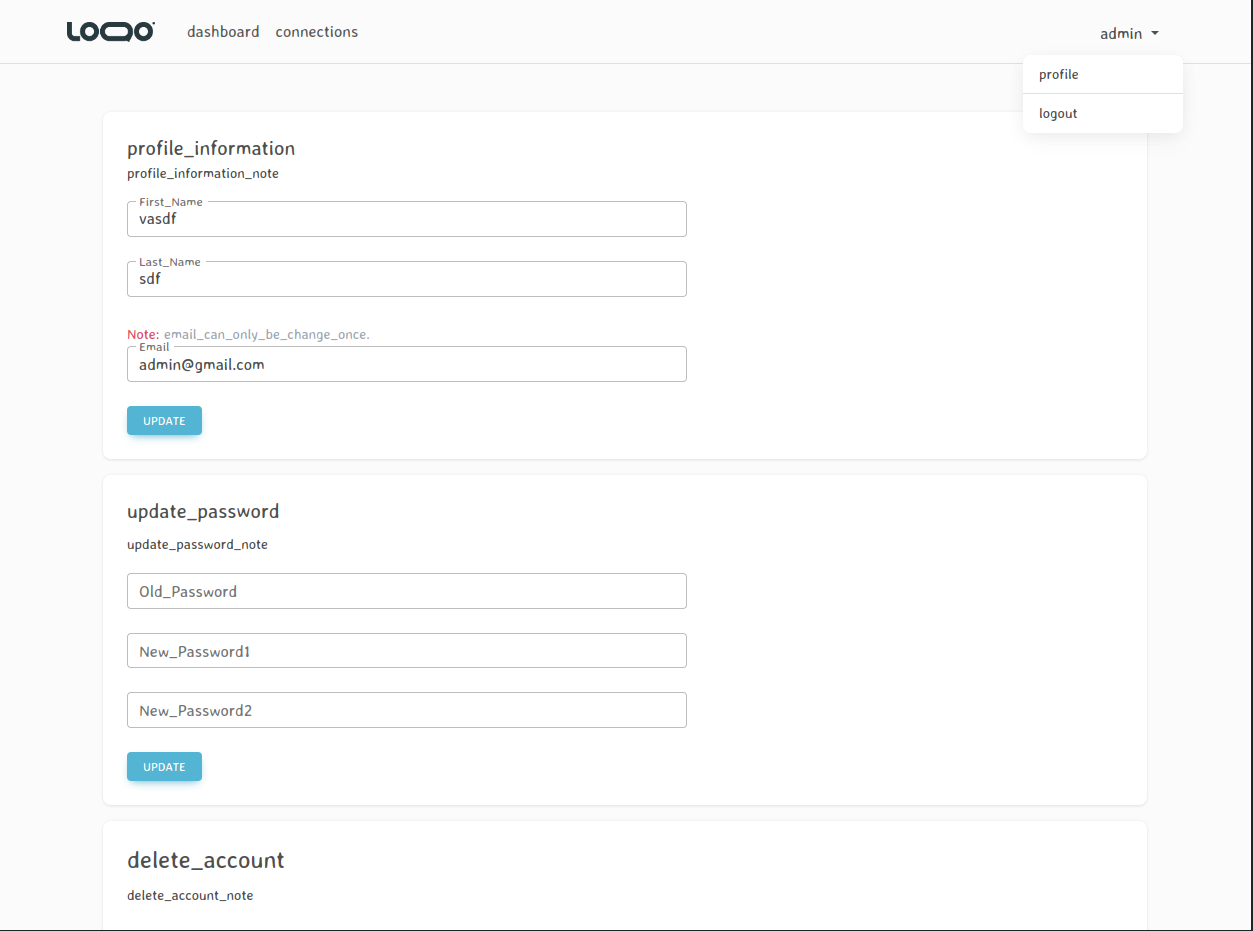 LOQO
dashboard connections admin
profile
logout
profile_information
profile_information_note
First_Name
vasdf
Last_Name
sdf
Note: email_can_only_be_change_once.
Email
admin@gmail.com
UPDATE
update_password
update_password_note
Old_Password
New_Password1
New_Password2
UPDATE
delete_account
delete_account_note